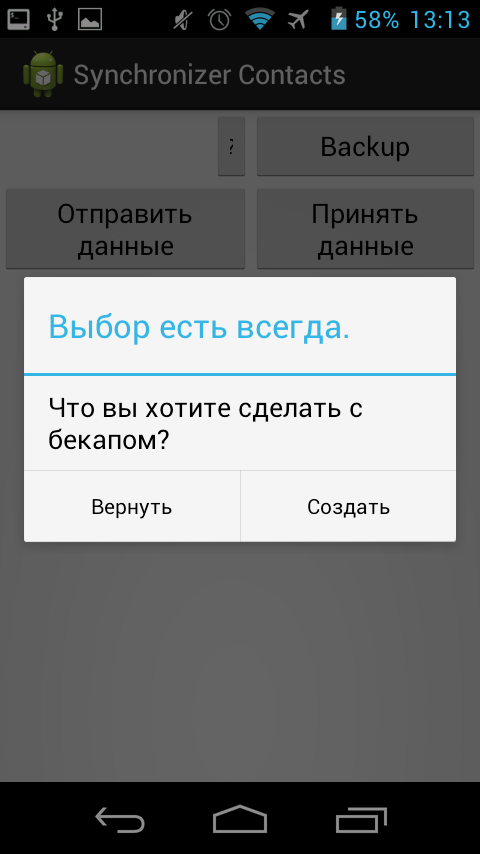 58% 13:13
Synchronizer Contacts
? Backup
Отправить
данные
Принять
данные
Выбор есть всегда.
Что вы хотите сделать с
бекапом?
Вернуть
Создать